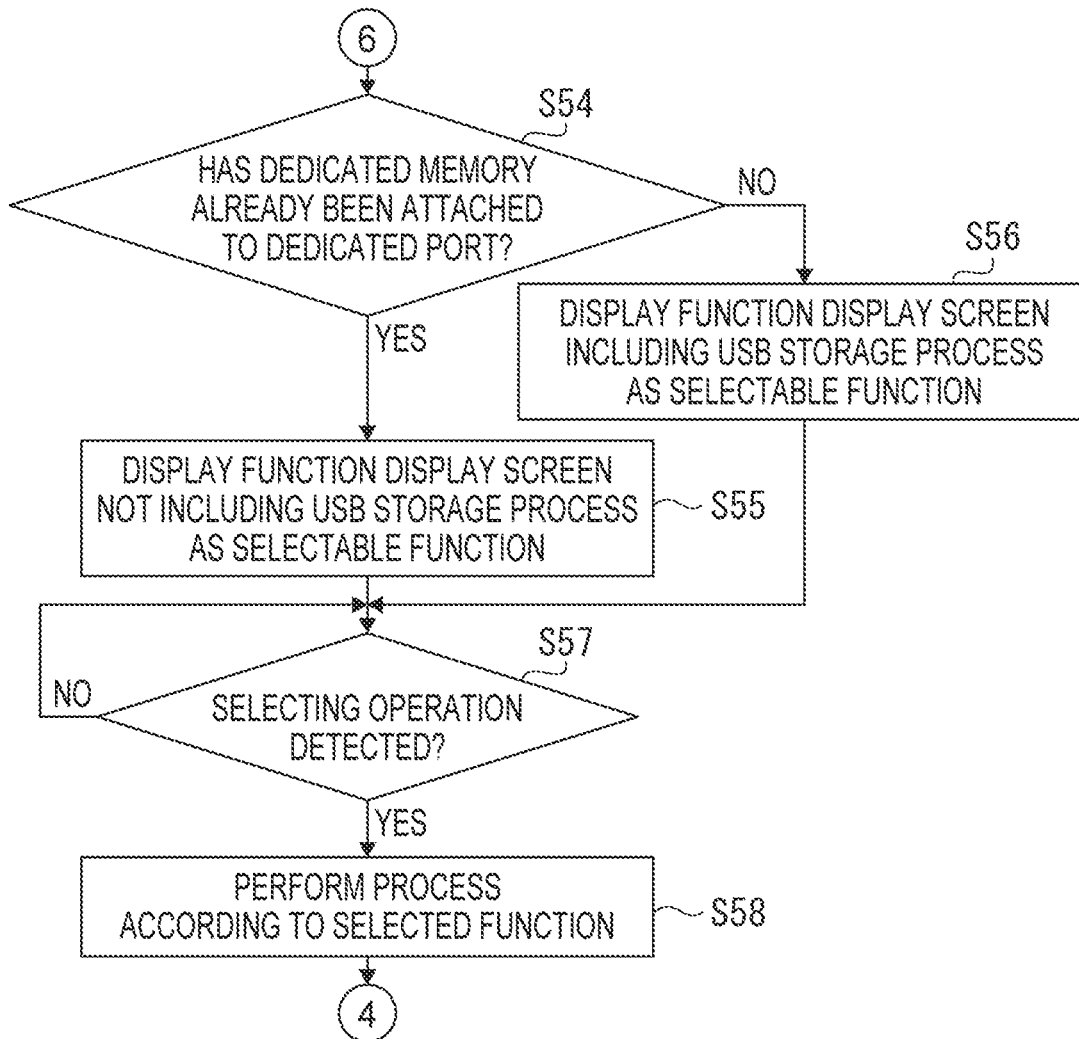 6
S54
HAS DEDICATED MEMORY
ALREADY BEEN ATTACHED
TO DEDICATED PORT?
NO
S56
DISPLAY FUNCTION DISPLAY SCREEN
INCLUDING USB STORAGE PROCESS
AS SELECTABLE FUNCTION
YES
DISPLAY FUNCTION DISPLAY SCREEN
NOT INCLUDING USB STORAGE PROCESS
AS SELECTABLE FUNCTION
S55
S57
NO
SELECTING OPERATION
DETECTED?
YES
PERFORM PROCESS
ACCORDING TO SELECTED FUNCTION
S58
4